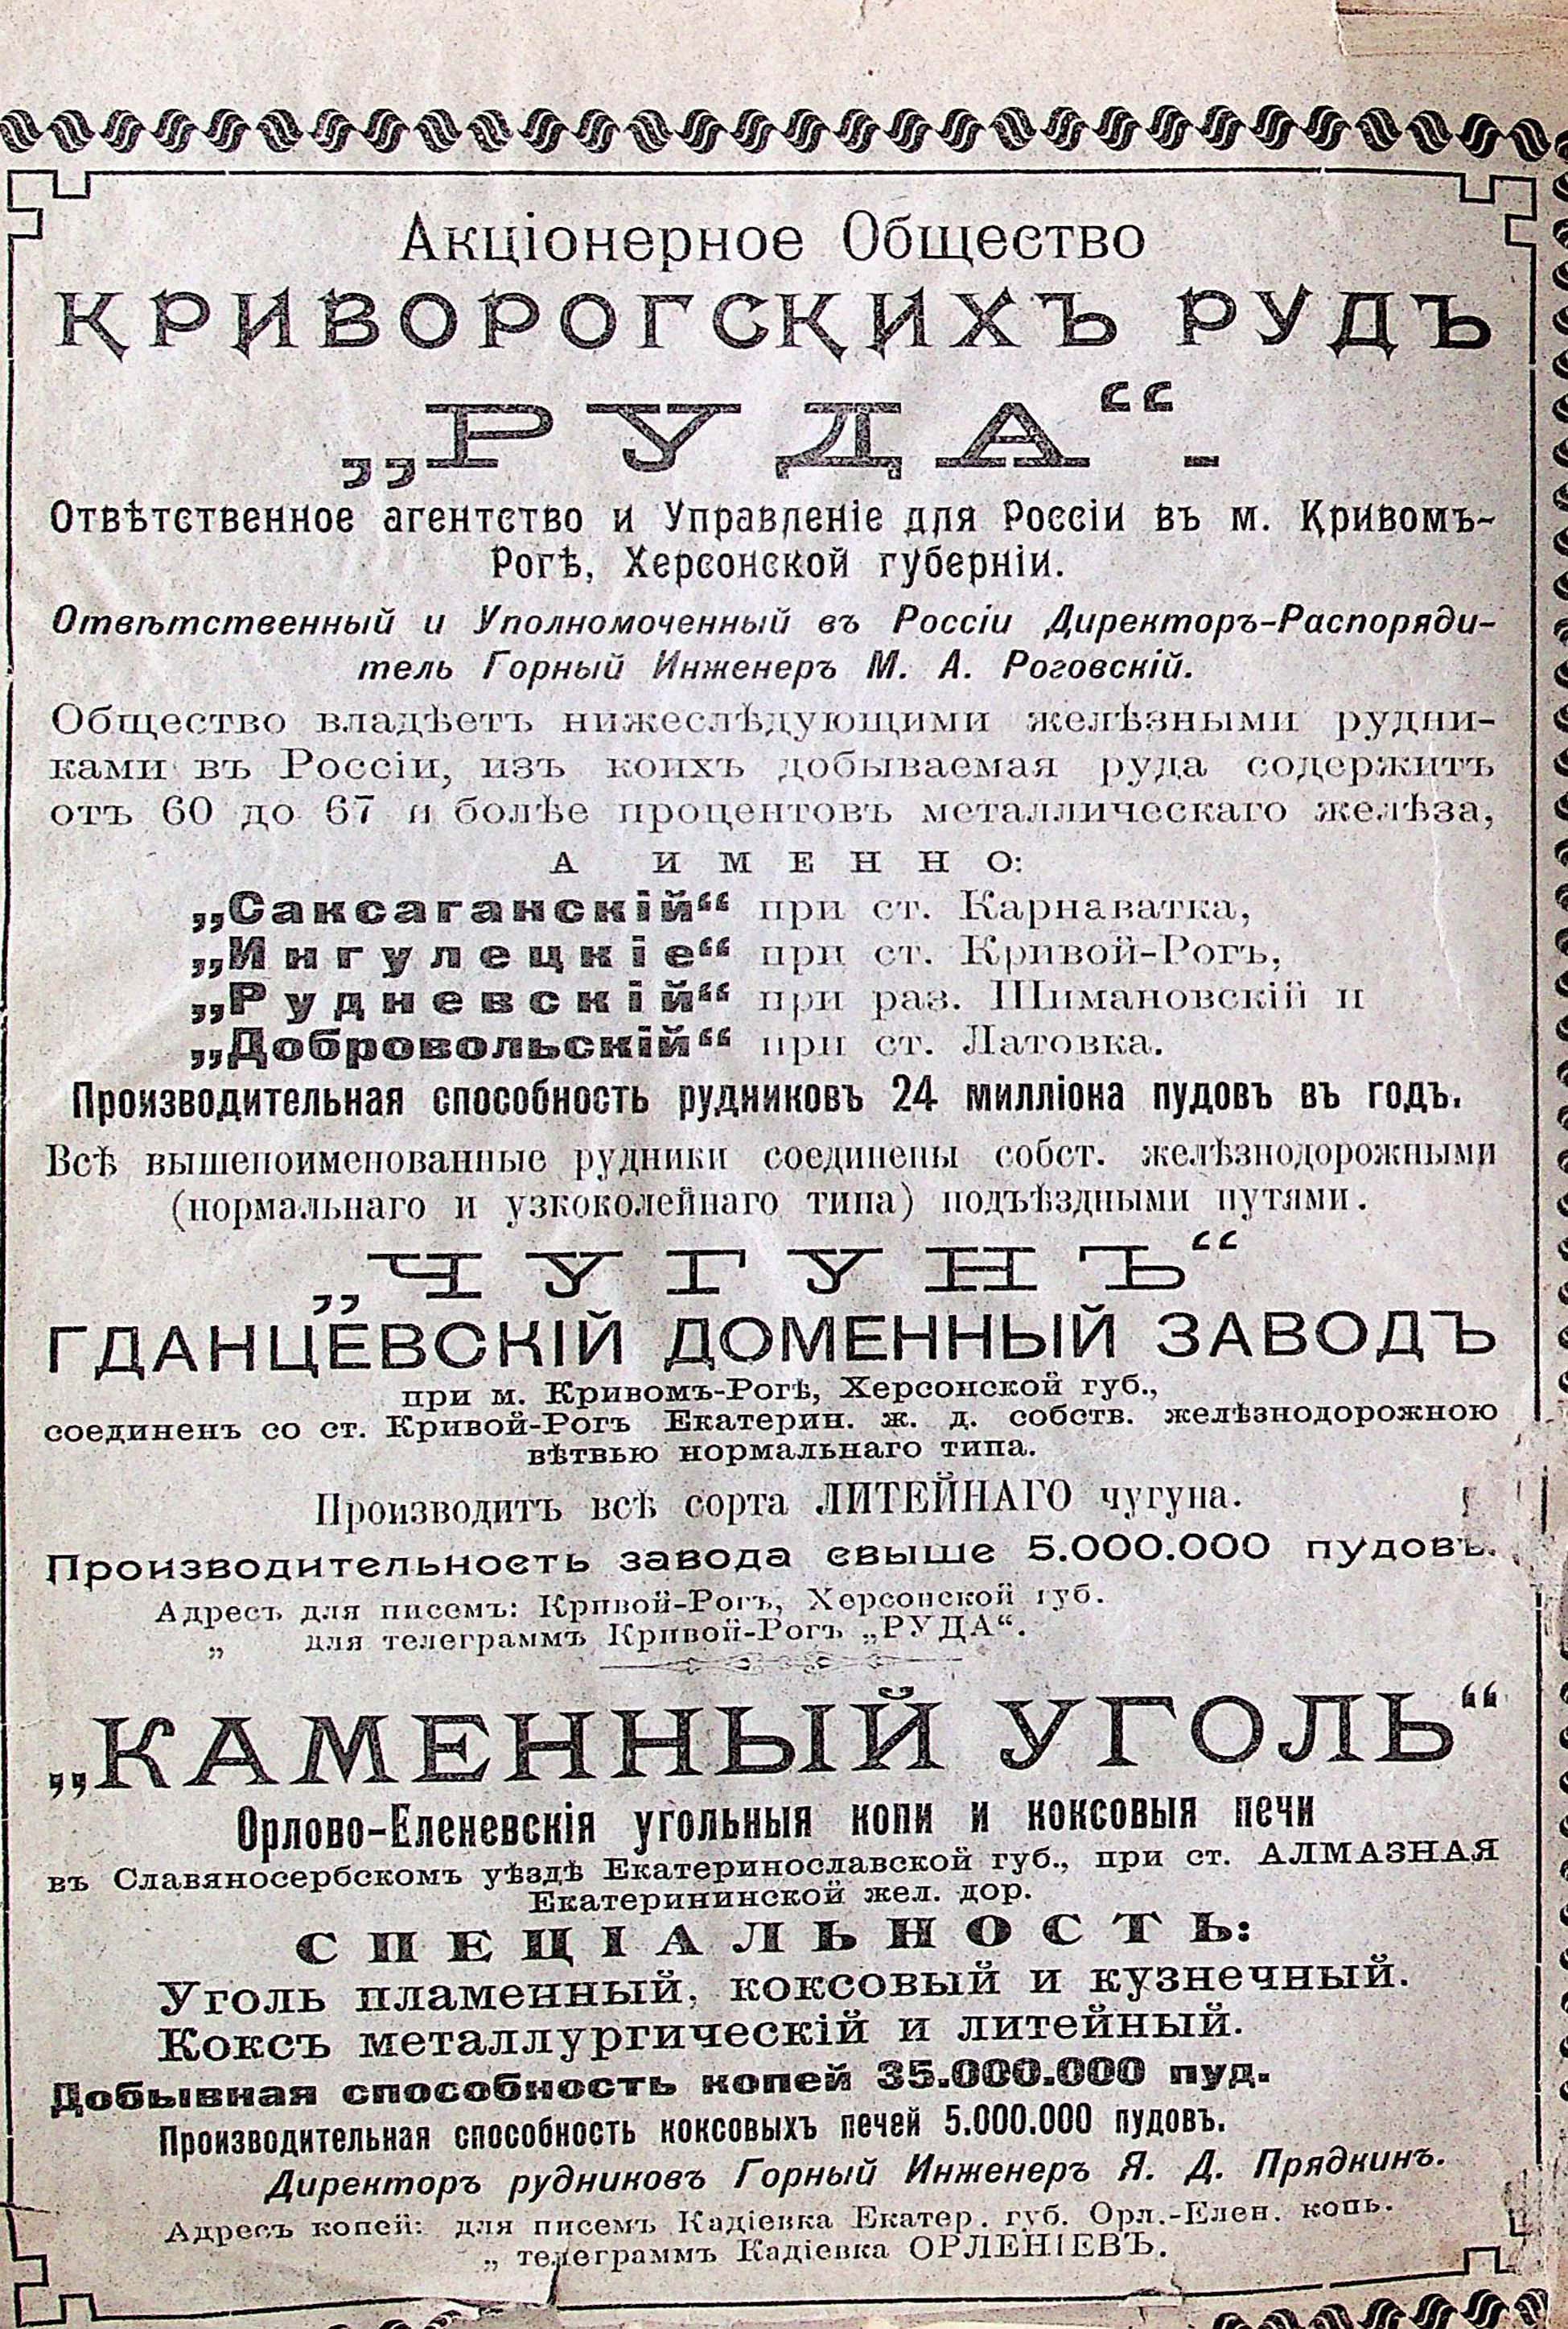 Акціонерное Общество
КРИВОРОГСКИХЪ РУДЪ
„РУДА“.
Отвѣтственное агентство и Управленіе для Россіи въ м. Кривомъ-
Рогѣ, Херсонской губерніи.
Отвѣтственный и Уполномоченный въ Россіи Директоръ-Распоряди-
тель Горный Инженеръ М. А. Роговскій.
Общество владѣетъ нижеслѣдующими желѣзными рудни-
ками въ Россіи, изъ коихъ добываемая руда содержитъ
отъ 60 до 67 и болѣе процентовъ металлическаго желѣза,
А ИМЕННО:
„Саксаганскій“ при ст. Карнаватка,
„Ингулецкіе“ при ст. Кривой-Рогъ,
„Рудневскій“ при раз. Шимановскій и
„Добровольскій“ при ст. Латовка.
Производительная способность рудниковъ 24 милліона пудовъ въ годъ.
Всѣ вышепоименованные рудники соединены собст. желѣзнодорожными
(нормальнаго и узкоколейнаго типа) подъѣздными путями.
„ЧУГУНЪ“
ГДАНЦЕВСКІЙ ДОМЕННЫЙ ЗАВОДЪ
при м. Кривомъ-Рогѣ, Херсонской губ.,
соединенъ со ст. Кривой-Рогъ Екатерин. ж. д. собств. желѣзнодорожною
вѣтвью нормальнаго типа.
Производитъ всѣ сорта ЛИТЕЙНАГО чугуна.
Производительность завода свыше 5.000.000 пудовъ.
Адресъ для писемъ: Кривой-Рогъ, Херсонской губ.
„ для телеграммъ Кривой-Рогъ „РУДА“.
„КАМЕННЫЙ УГОЛЬ“
Орлово-Еленевскія угольныя копи и коксовыя печи
въ Славяносербскомъ уѣздѣ Екатеринославской губ., при ст. АЛМАЗНАЯ
Екатерининской жел. дор.
СПЕЦІАЛЬНОСТЬ:
Уголь пламенный, коксовый и кузнечный.
Коксъ металлургическій и литейный.
Добывная способность копей 35.000.000 пуд.
Производительная способность коксовыхъ печей 5.000.000 пудовъ.
Директоръ рудниковъ Горный Инженеръ Я. Д. Прядкинъ.
Адресъ копей: для писемъ Кадіевка Екатер. губ. Орл.-Елен. копь.
„ телеграммъ Кадіевка ОРЛЕНІЕВЪ.